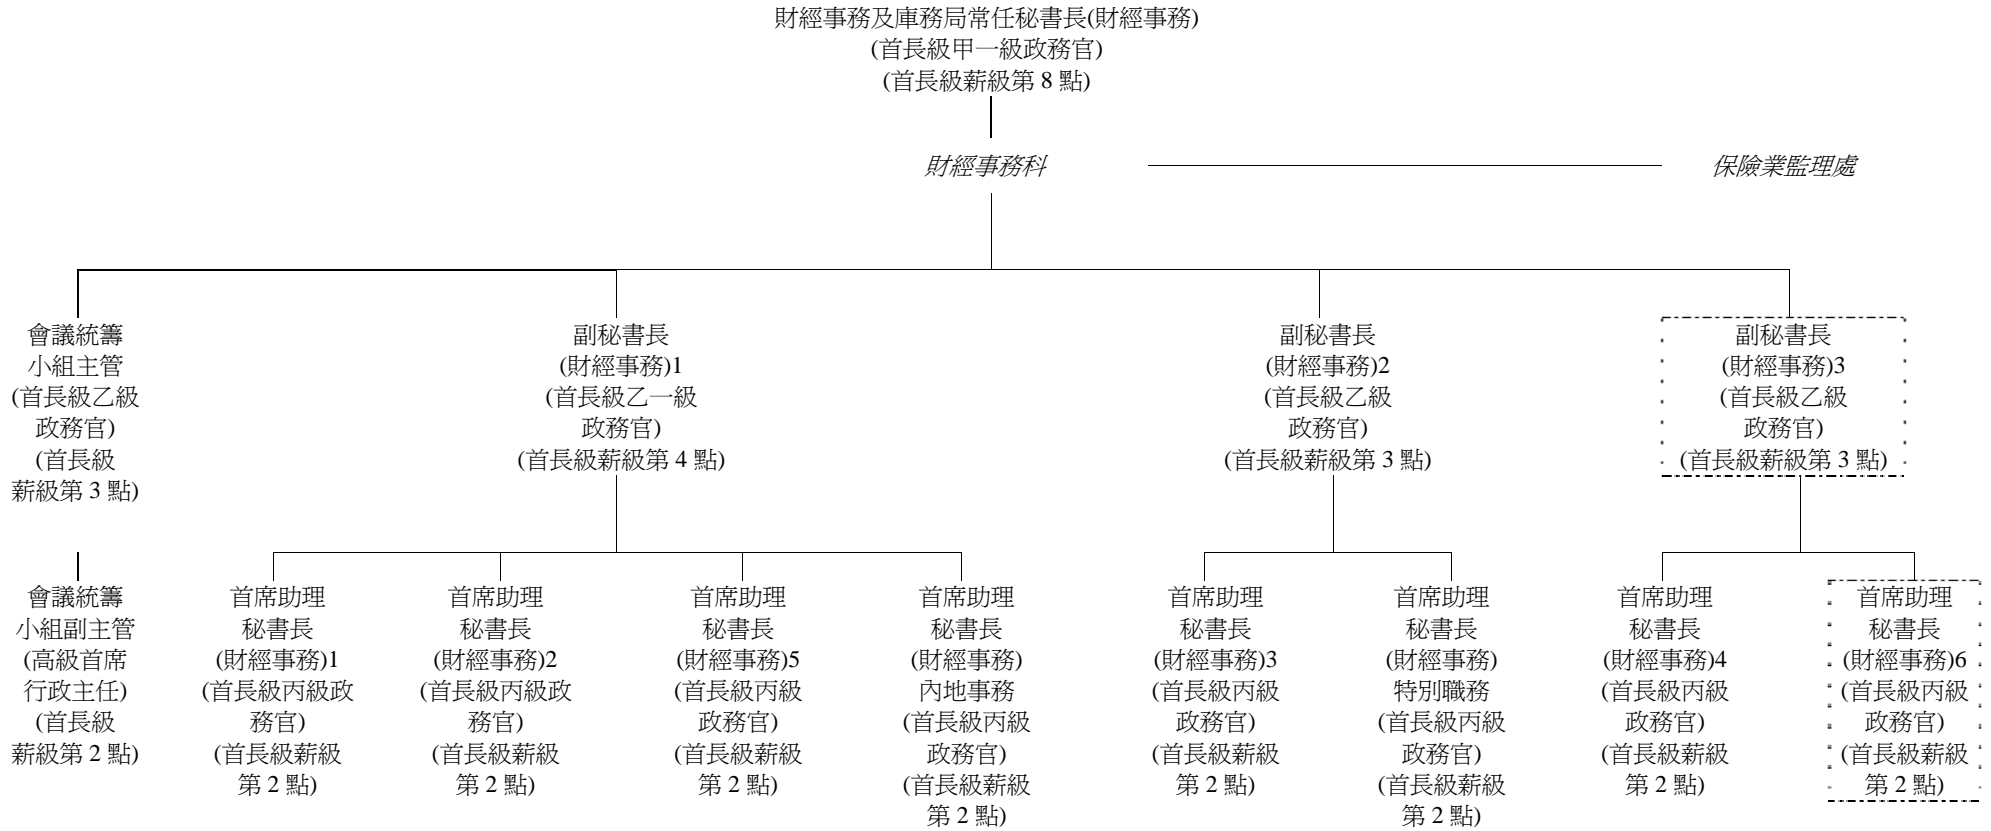 財經事務及庫務局常任秘書長(財經事務)
(首長級甲一級政務官)
(首長級薪級第 8 點)
財經事務科
保險業監理處
會議統籌
小組主管
(首長級乙級
政務官)
(首長級
薪級第 3 點)
副秘書長
(財經事務)1
(首長級乙一級
政務官)
(首長級薪級第 4 點)
副秘書長
(財經事務)2
(首長級乙級
政務官)
(首長級薪級第 3 點)
副秘書長
(財經事務)3
(首長級乙級
政務官)
(首長級薪級第 3 點)
會議統籌
小組副主管
(高級首席
行政主任)
(首長級
薪級第 2 點)
首席助理
秘書長
(財經事務)1
(首長級丙級政
務官)
(首長級薪級
第 2 點)
首席助理
秘書長
(財經事務)2
(首長級丙級政
務官)
(首長級薪級
第 2 點)
首席助理
秘書長
(財經事務)5
(首長級丙級
政務官)
(首長級薪級
第 2 點)
首席助理
秘書長
(財經事務)
內地事務
(首長級丙級
政務官)
(首長級薪級
第 2 點)
首席助理
秘書長
(財經事務)3
(首長級丙級
政務官)
(首長級薪級
第 2 點)
首席助理
秘書長
(財經事務)
特別職務
(首長級丙級
政務官)
(首長級薪級
第 2 點)
首席助理
秘書長
(財經事務)4
(首長級丙級
政務官)
(首長級薪級
第 2 點)
首席助理
秘書長
(財經事務)6
(首長級丙級
政務官)
(首長級薪級
第 2 點)